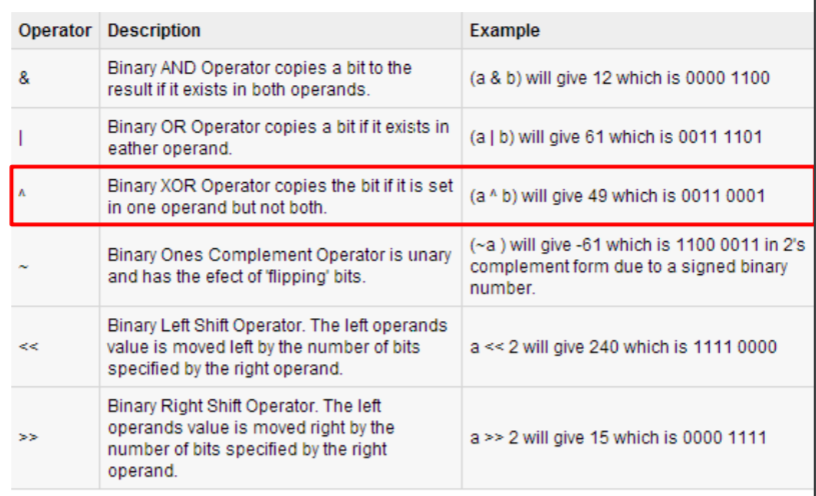 Operator Description Example
& Binary AND Operator copies a bit to the
result if it exists in both operands.
(a & b) will give 12 which is 0000 1100
| Binary OR Operator copies a bit if it exists in
eather operand.
(a | b) will give 61 which is 0011 1101
^ Binary XOR Operator copies the bit if it is set
in one operand but not both.
(a ^ b) will give 49 which is 0011 0001
~ Binary Ones Complement Operator is unary
and has the efect of 'flipping' bits.
(~a ) will give -61 which is 1100 0011 in 2's
complement form due to a signed binary
number.
<< Binary Left Shift Operator. The left operands
value is moved left by the number of bits
specified by the right operand.
a << 2 will give 240 which is 1111 0000
>> Binary Right Shift Operator. The left
operands value is moved right by the
number of bits specified by the right
operand.
a >> 2 will give 15 which is 0000 1111